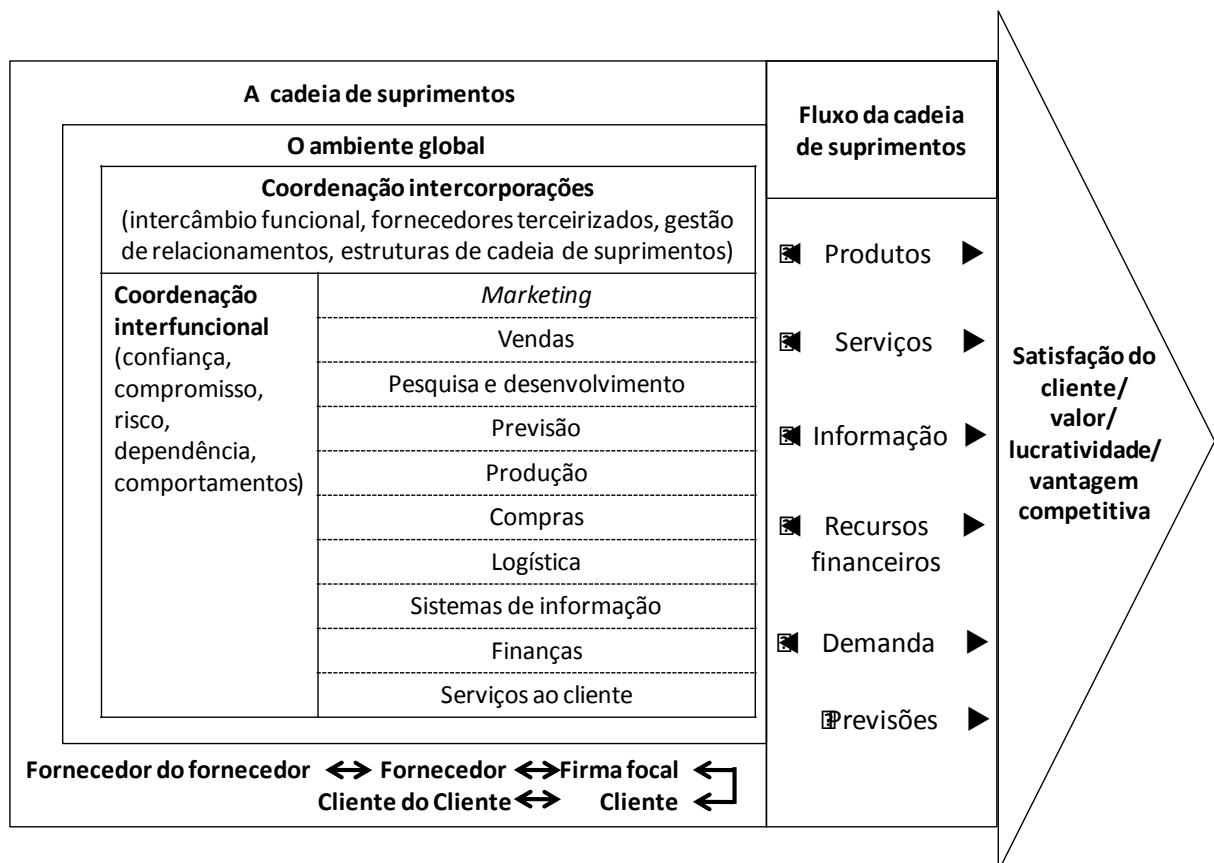 A cadeia de suprimentos
O ambiente global
Coordenação intercorporações
(intercâmbio funcional, fornecedores terceirizados, gestão
de relacionamentos, estruturas de cadeia de suprimentos)
Coordenação
interfuncional
(confiança,
compromisso,
risco,
dependência,
comportamentos)
Marketing
Vendas
Pesquisa e desenvolvimento
Previsão
Produção
Compras
Logística
Sistemas de informação
Finanças
Serviços ao cliente
Fornecedor do fornecedor Fornecedor Firma focal
Cliente do Cliente Cliente
Fluxo da cadeia
de suprimentos
Produtos
Serviços
Informação
Recursos
financeiros
Demanda
Previsões
Satisfação do
cliente/
valor/
lucratividade/
vantagem
competitiva